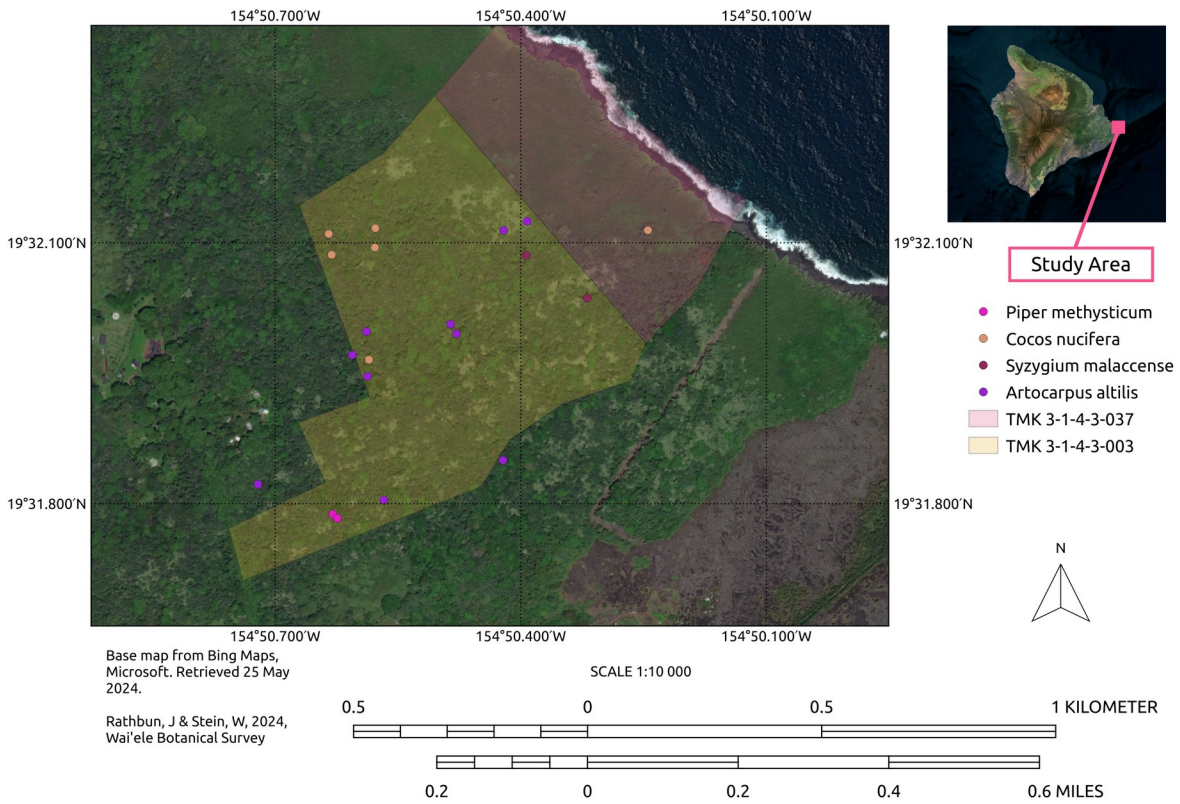 154°50.700′W 154°50.400′W 154°50.100′W
19°32.100′N 19°32.100′N
Study Area
Piper methysticum
Cocos nucifera
Syzygium malaccense
Artocarpus altilis
TMK 3-1-4-3-037
TMK 3-1-4-3-003
19°31.800′N 19°31.800′N
N
154°50.700′W 154°50.400′W 154°50.100′W
Base map from Bing Maps,
Microsoft. Retrieved 25 May
2024.
Rathbun, J & Stein, W, 2024,
Wai'ele Botanical Survey
SCALE 1:10 000
0.5 0 0.5 1 KILOMETER
0.2 0 0.2 0.4 0.6 MILES